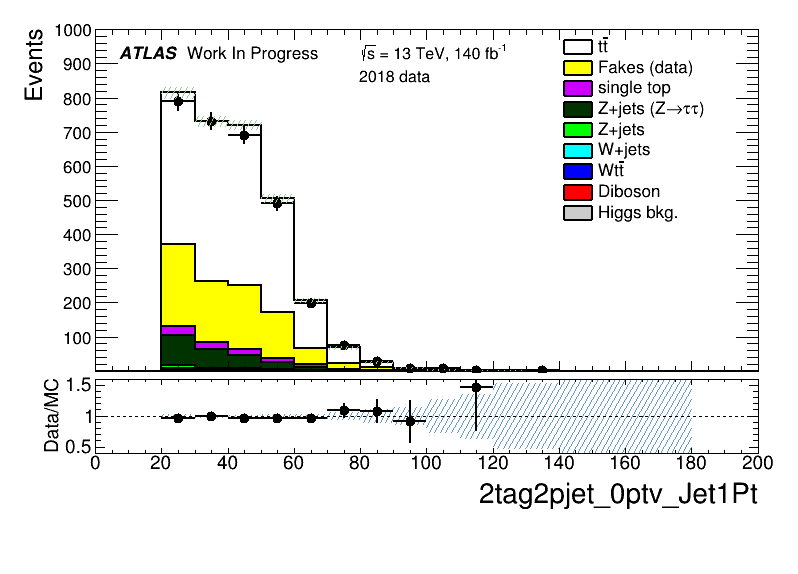 1000
900
800
700
600
500
400
300
200
100
Events
ATLAS Work In Progress
√s = 13 TeV, 140 fb⁻¹
2018 data
tt̄
Fakes (data)
single top
Z+jets (Z→ττ)
Z+jets
W+jets
Wtt̄
Diboson
Higgs bkg.
Data/MC
1.5
1
0.5
0 20 40 60 80 100 120 140 160 180 200
2tag2pjet_0ptv_Jet1Pt